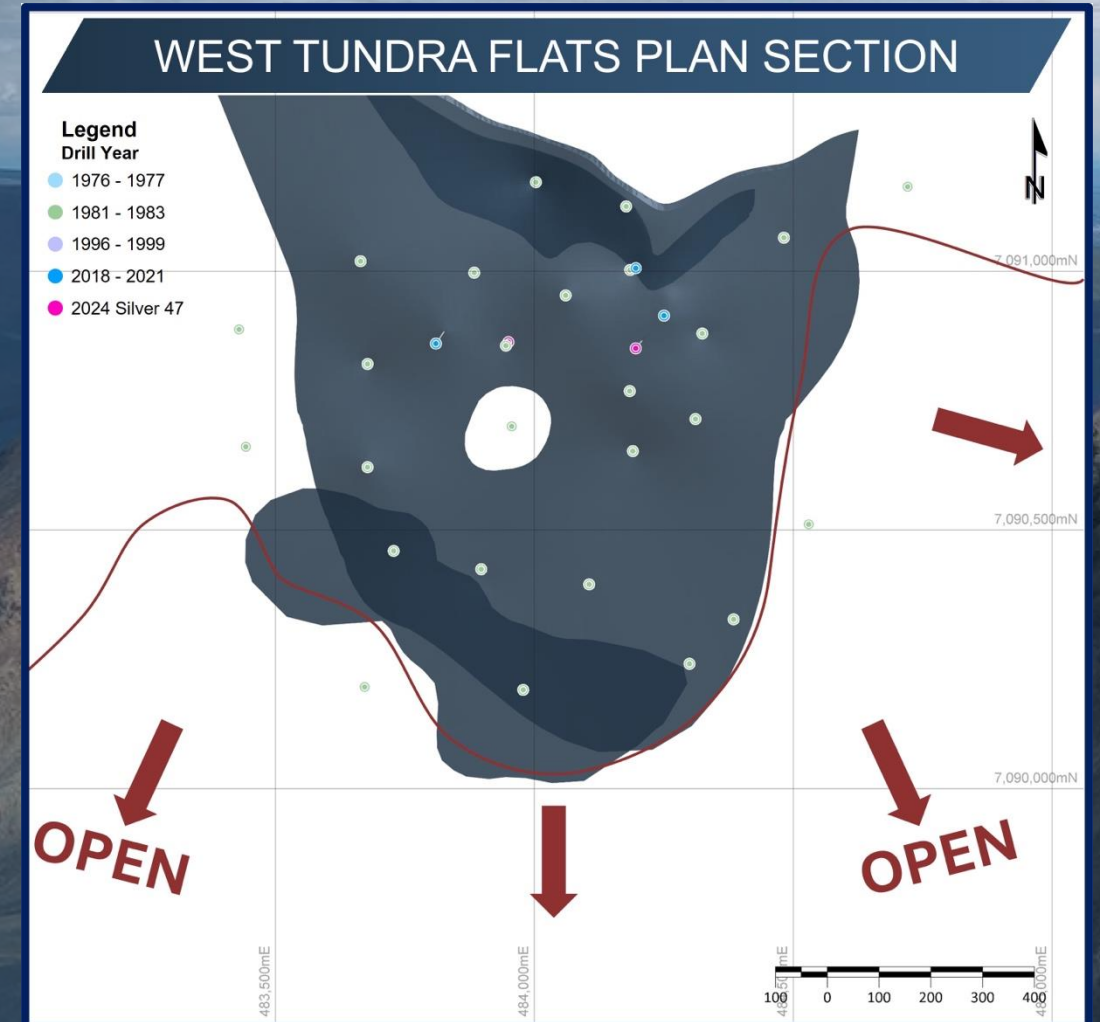 WEST TUNDRA FLATS PLAN SECTION
Legend
Drill Year
1976 - 1977
1981 - 1983
1996 - 1999
2018 - 2021
2024 Silver 47
N
7,091,000mN
7,090,500mN
7,090,000mN
OPEN
OPEN
483,500mE
484,000mE
100 0 100 200 300 400